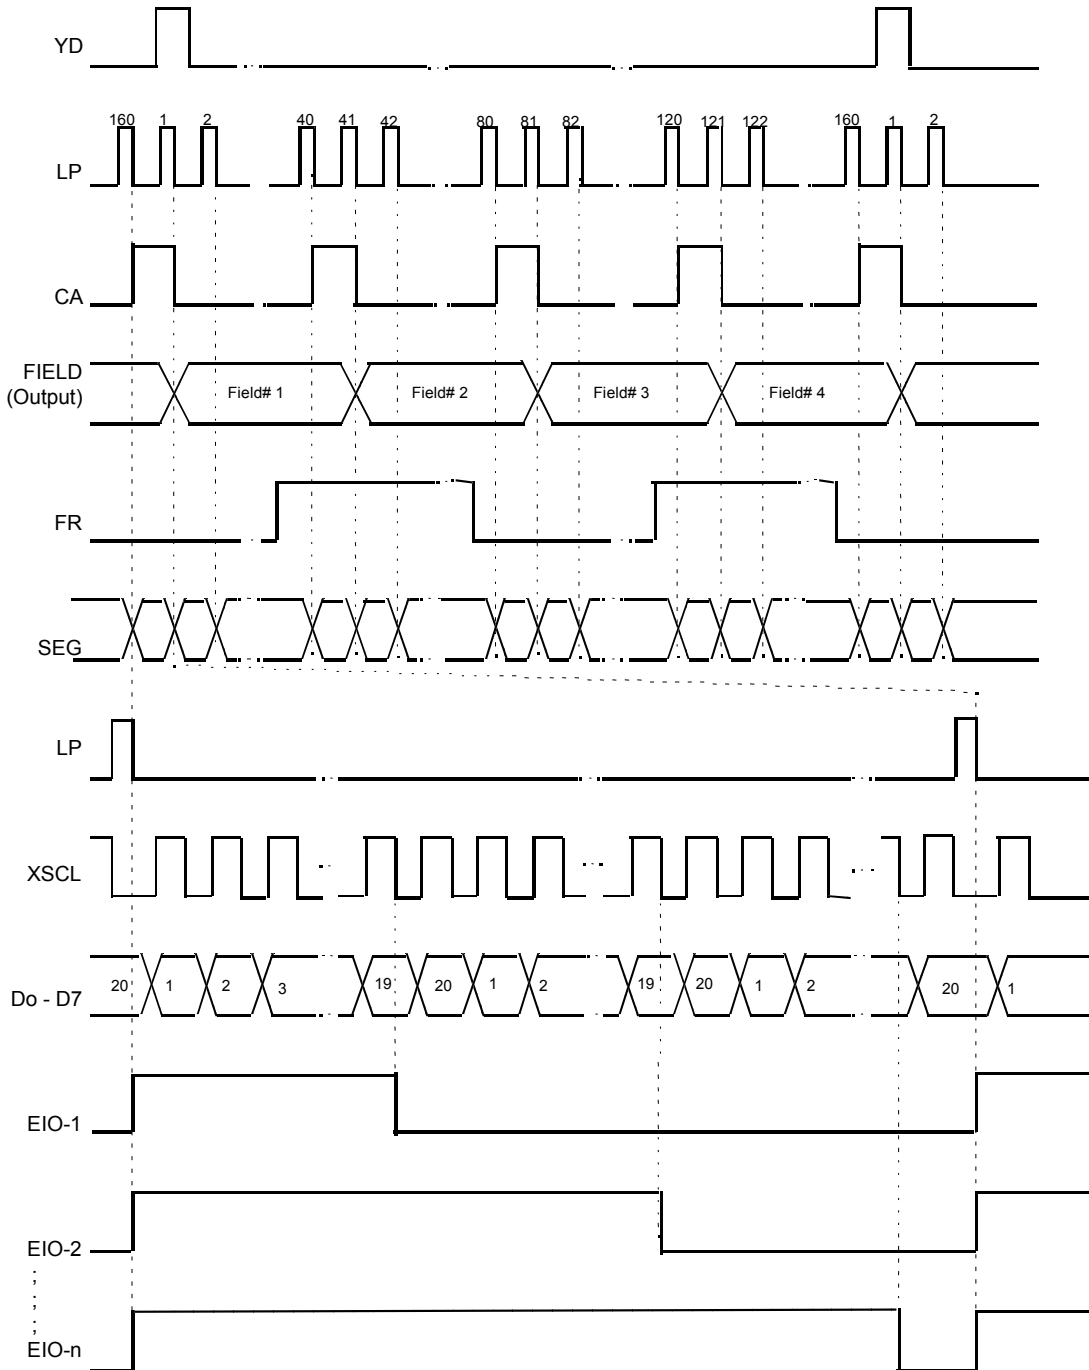 YD
160 1 2 40 41 42 80 81 82 120 121 122 160 1 2
LP
CA
FIELD
(Output)
Field# 1 Field# 2 Field# 3 Field# 4
FR
SEG
LP
XSCL
Do - D7 20 1 2 3 19 20 1 2 19 20 1 2 20 1
EIO-1
EIO-2
;
;
;
;
EIO-n